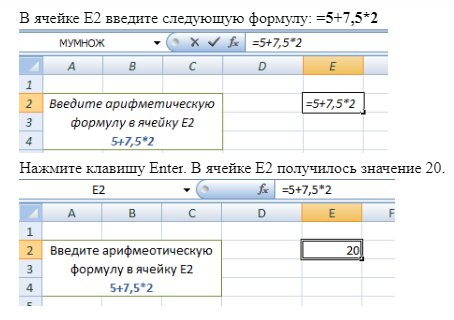 В ячейке E2 введите следующую формулу: =5+7,5*2
МУМНОЖ fx =5+7,5*2
A B C D E
1
2 Введите арифметическую =5+7,5*2
3 формулу в ячейку E2
4 5+7,5*2
Нажмите клавишу Enter. В ячейке E2 получилось значение 20.
E2 fx =5+7,5*2
A B C D E F
1
2 Введите арифмеотическую 20
3 формулу в ячейку E2
4 5+7,5*2
5